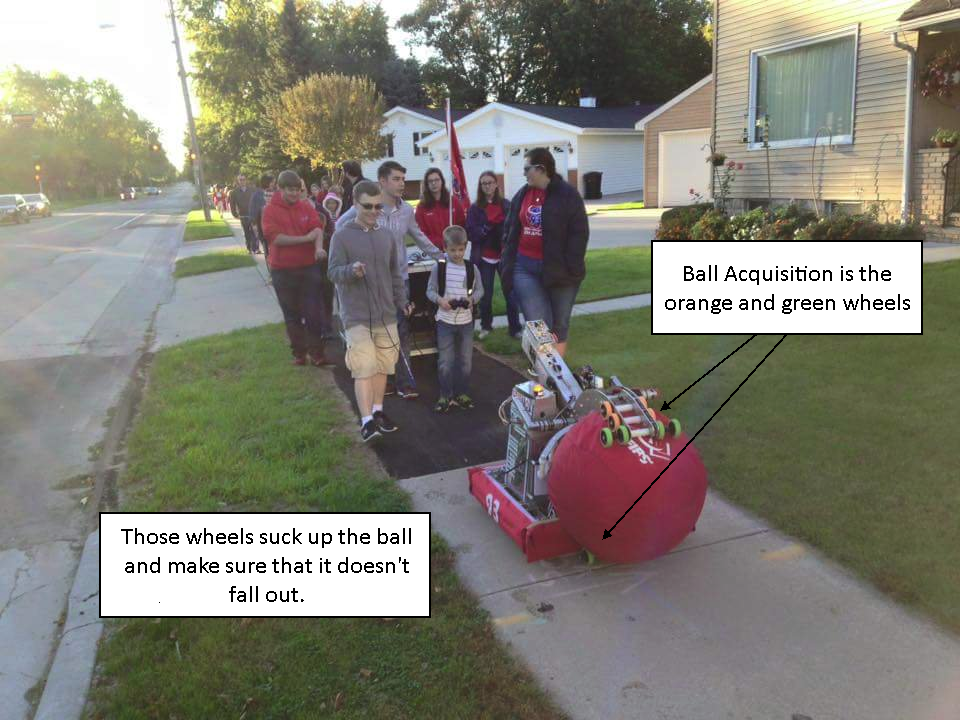 Ball Acquisition is the
orange and green wheels
93
Those wheels suck up the ball
and make sure that it doesn't
fall out.